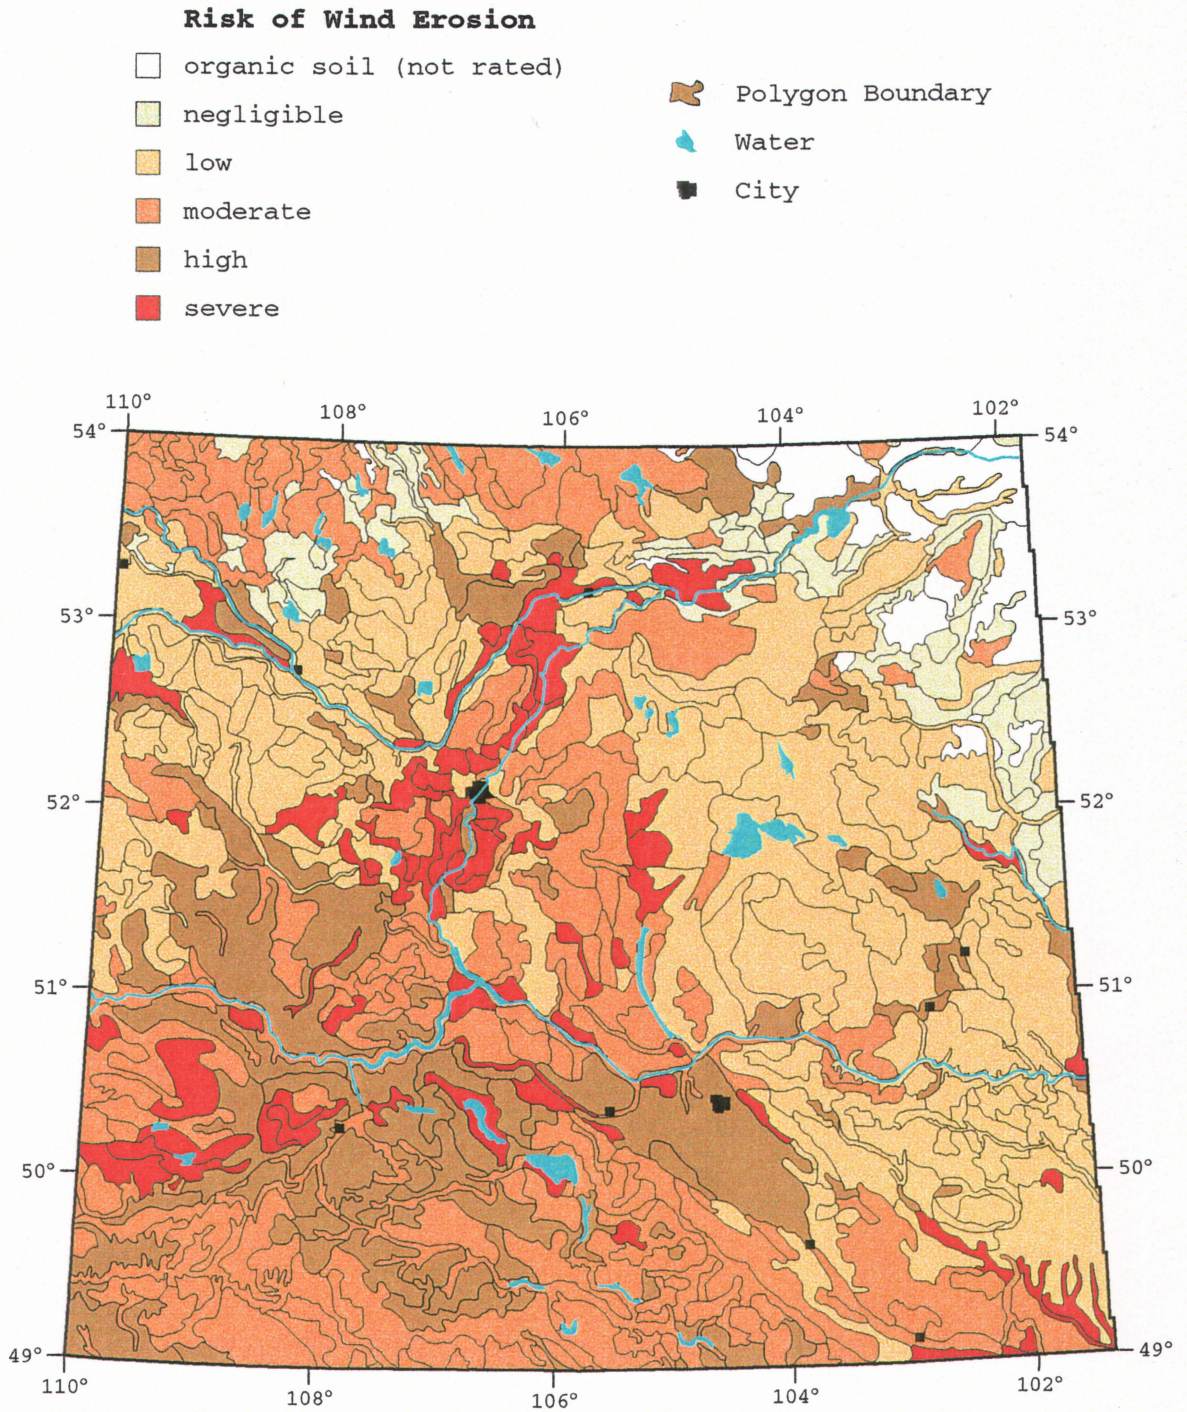 Risk of Wind Erosion
organic soil (not rated)
negligible
low
moderate
high
severe
Polygon Boundary
Water
City
110° 108° 106° 104° 102°
54° 54°
53° 53°
52° 52°
51° 51°
50° 50°
49° 49°
110° 108° 106° 104° 102°